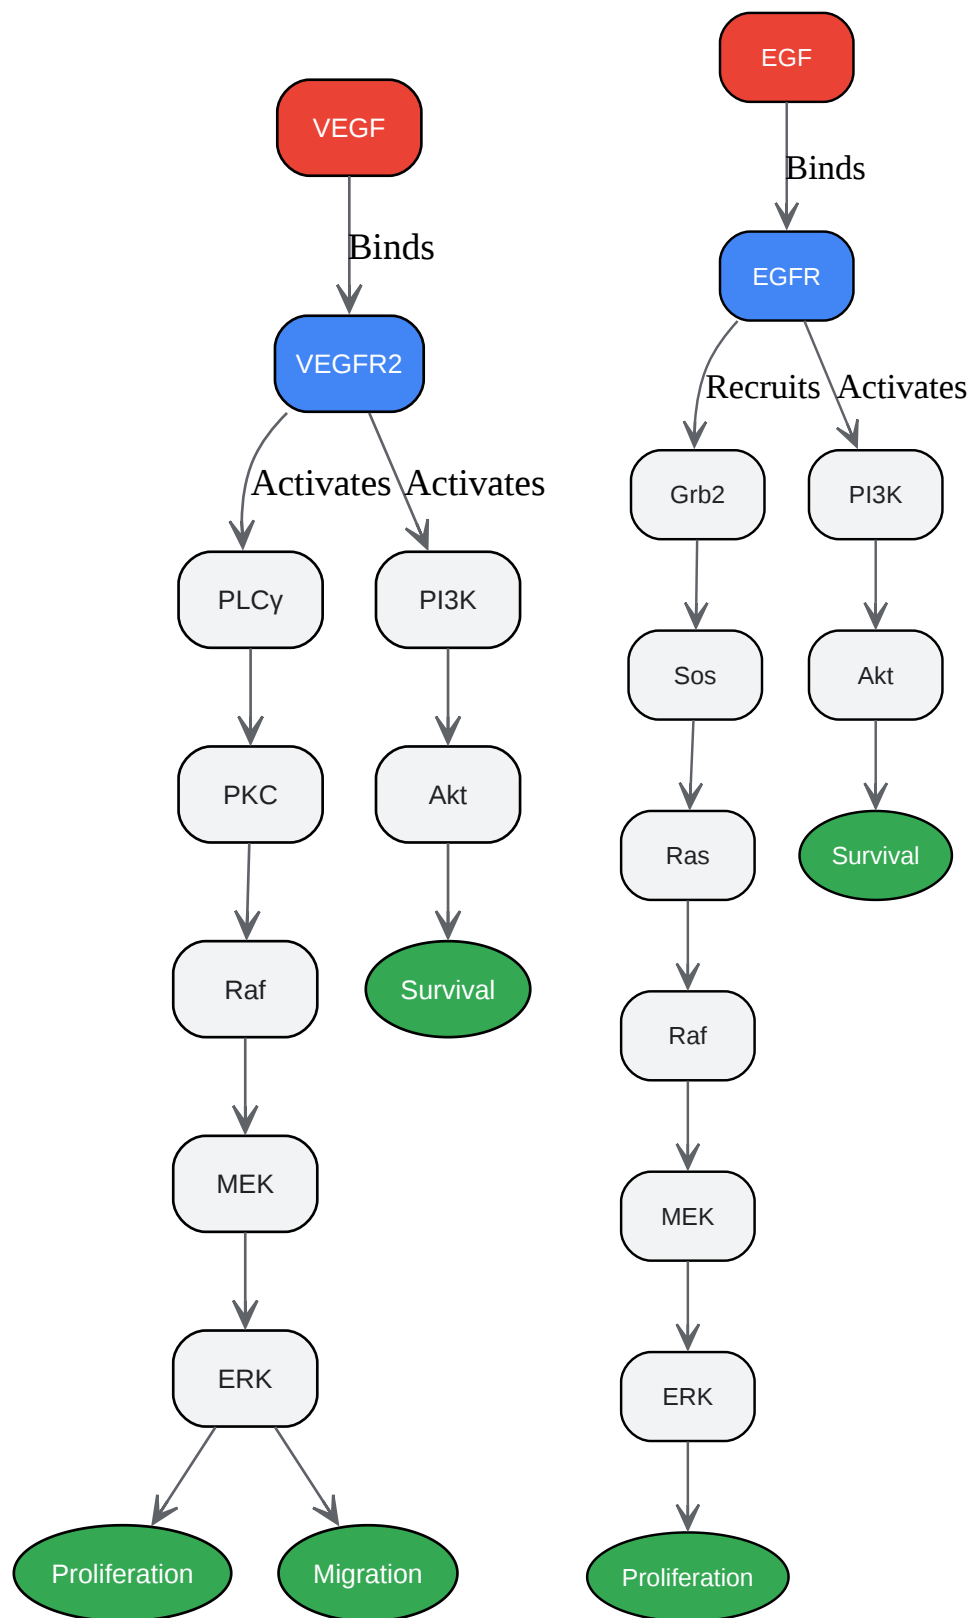 VEGF
Binds
VEGFR2
Activates
Activates
PLCγ
PI3K
PKC
Akt
Raf
Survival
MEK
ERK
Proliferation
Migration
EGF
Binds
EGFR
Recruits
Activates
Grb2
PI3K
Sos
Akt
Ras
Survival
Raf
MEK
ERK
Proliferation